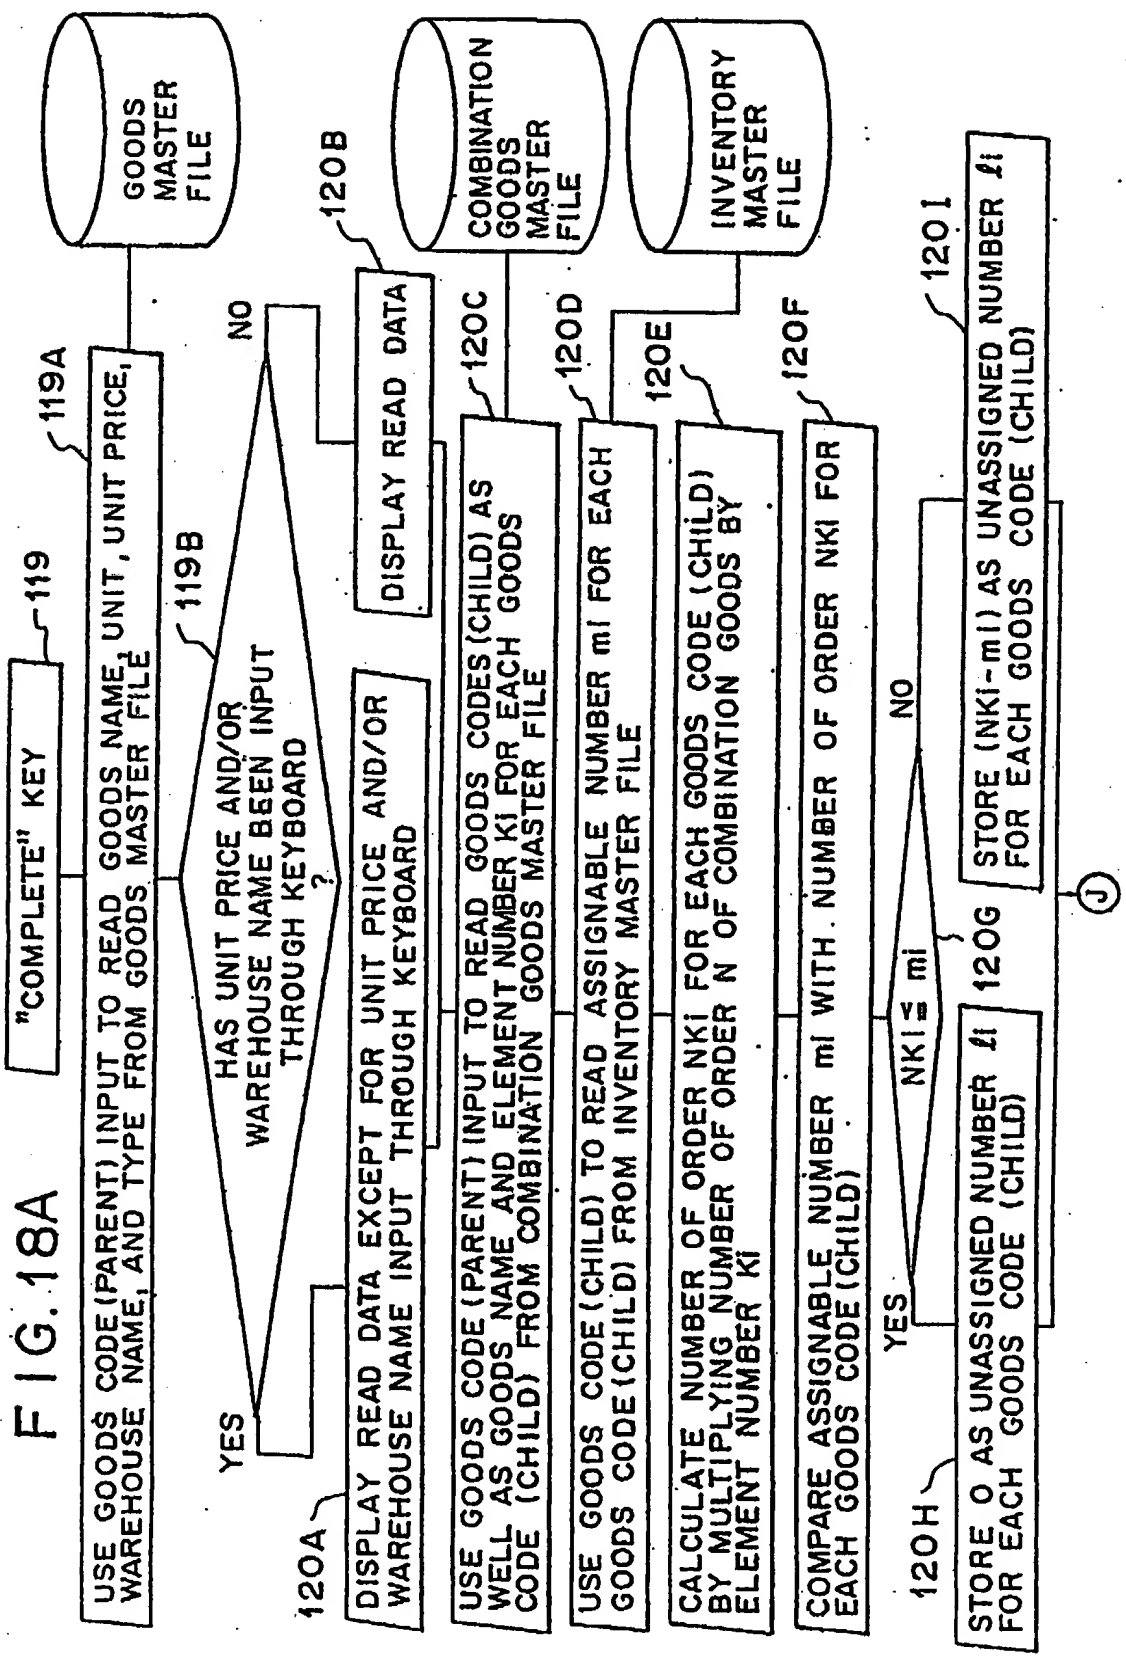 FIG.18A
"COMPLETE" KEY
119
119A
USE GOODS CODE (PARENT) INPUT TO READ GOODS NAME, UNIT, UNIT PRICE,
WAREHOUSE NAME, AND TYPE FROM GOODS MASTER FILE
GOODS
MASTER
FILE
119B
HAS UNIT PRICE AND/OR
WAREHOUSE NAME BEEN INPUT
THROUGH KEYBOARD
?
YES
NO
120A
DISPLAY READ DATA EXCEPT FOR UNIT PRICE AND/OR
WAREHOUSE NAME INPUT THROUGH KEYBOARD
120B
DISPLAY READ DATA
120C
USE GOODS CODE (PARENT) INPUT TO READ GOODS CODES (CHILD) AS
WELL AS GOODS NAME AND ELEMENT NUMBER Ki FOR EACH GOODS
CODE (CHILD) FROM COMBINATION GOODS MASTER FILE
COMBINATION
GOODS
MASTER
FILE
120D
USE GOODS CODE (CHILD) TO READ ASSIGNABLE NUMBER mi FOR EACH
GOODS CODE (CHILD) FROM INVENTORY MASTER FILE
INVENTORY
MASTER
FILE
120E
CALCULATE NUMBER OF ORDER NKi FOR EACH GOODS CODE (CHILD)
BY MULTIPLYING NUMBER OF ORDER N OF COMBINATION GOODS BY
ELEMENT NUMBER Ki
120F
COMPARE ASSIGNABLE NUMBER mi WITH NUMBER OF ORDER NKi FOR
EACH GOODS CODE (CHILD)
YES
NKi ≦ mi
NO
120G
120H
STORE 0 AS UNASSIGNED NUMBER ℓi
FOR EACH GOODS CODE (CHILD)
120I
STORE (NKi-mi) AS UNASSIGNED NUMBER ℓi
FOR EACH GOODS CODE (CHILD)
J